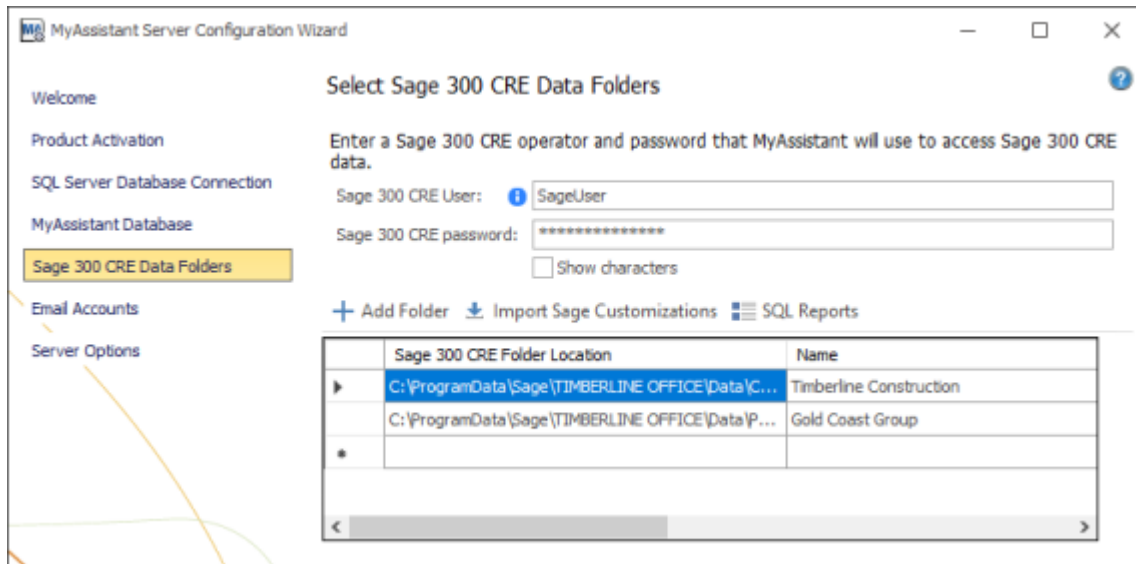 MyAssistant Server Configuration Wizard
Select Sage 300 CRE Data Folders
Welcome
Product Activation
SQL Server Database Connection
MyAssistant Database
Sage 300 CRE Data Folders
Email Accounts
Server Options
Enter a Sage 300 CRE operator and password that MyAssistant will use to access Sage 300 CRE
data.
Sage 300 CRE User: SageUser
Sage 300 CRE password: **************
Show characters
Add Folder Import Sage Customizations SQL Reports
Sage 300 CRE Folder Location Name
C:\ProgramData\Sage\TIMBERLINE OFFICE\Data\C... Timberline Construction
C:\ProgramData\Sage\TIMBERLINE OFFICE\Data\P... Gold Coast Group